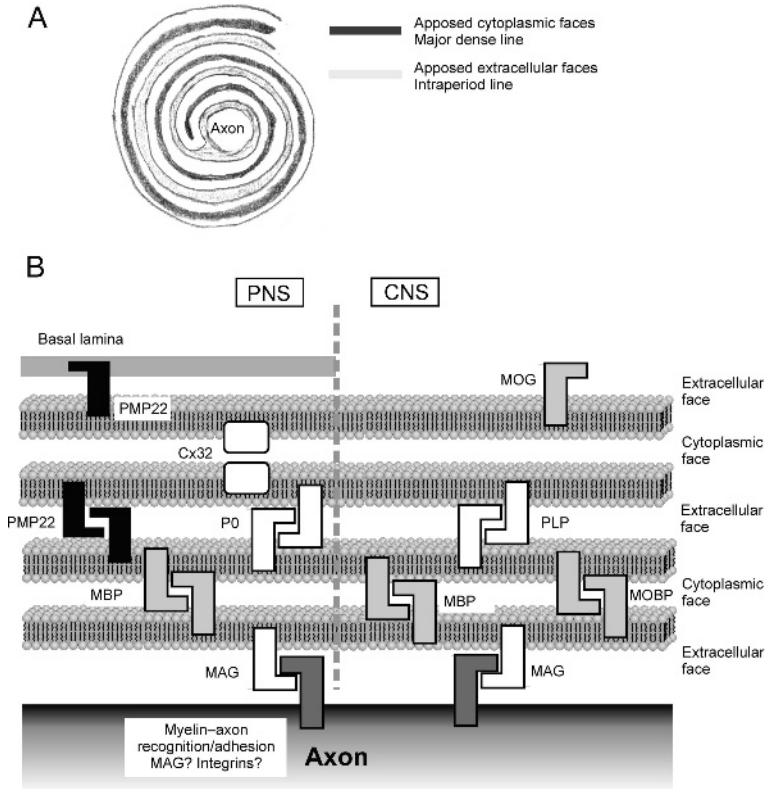 A
Apposed cytoplasmic faces
Major dense line
Apposed extracellular faces
Intraperiod line
Axon
B
PNS
CNS
Basal lamina
MOG
Extracellular
face
PMP22
Cx32
Cytoplasmic
face
PMP22
P0
PLP
Extracellular
face
MBP
MBP
MOBP
Cytoplasmic
face
MAG
MAG
Extracellular
face
Myelin–axon
recognition/adhesion
MAG? Integrins?
Axon